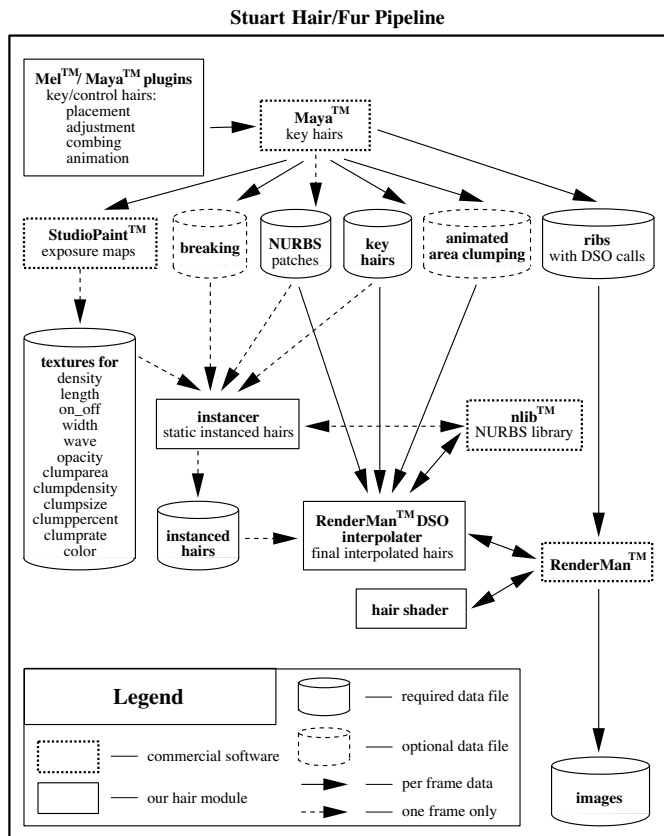 Stuart Hair/Fur Pipeline
Mel™/ Maya™ plugins
key/control hairs:
placement
adjustment
combing
animation
Maya™
key hairs
StudioPaint™
exposure maps
breaking
NURBS
patches
key
hairs
animated
area clumping
ribs
with DSO calls
textures for
density
length
on_off
width
wave
opacity
clumparea
clumpdensity
clumpsize
clumppercent
clumprate
color
instancer
static instanced hairs
nlib™
NURBS library
instanced
hairs
RenderMan™ DSO
interpolater
final interpolated hairs
RenderMan™
hair shader
images
Legend
commercial software
our hair module
required data file
optional data file
per frame data
one frame only